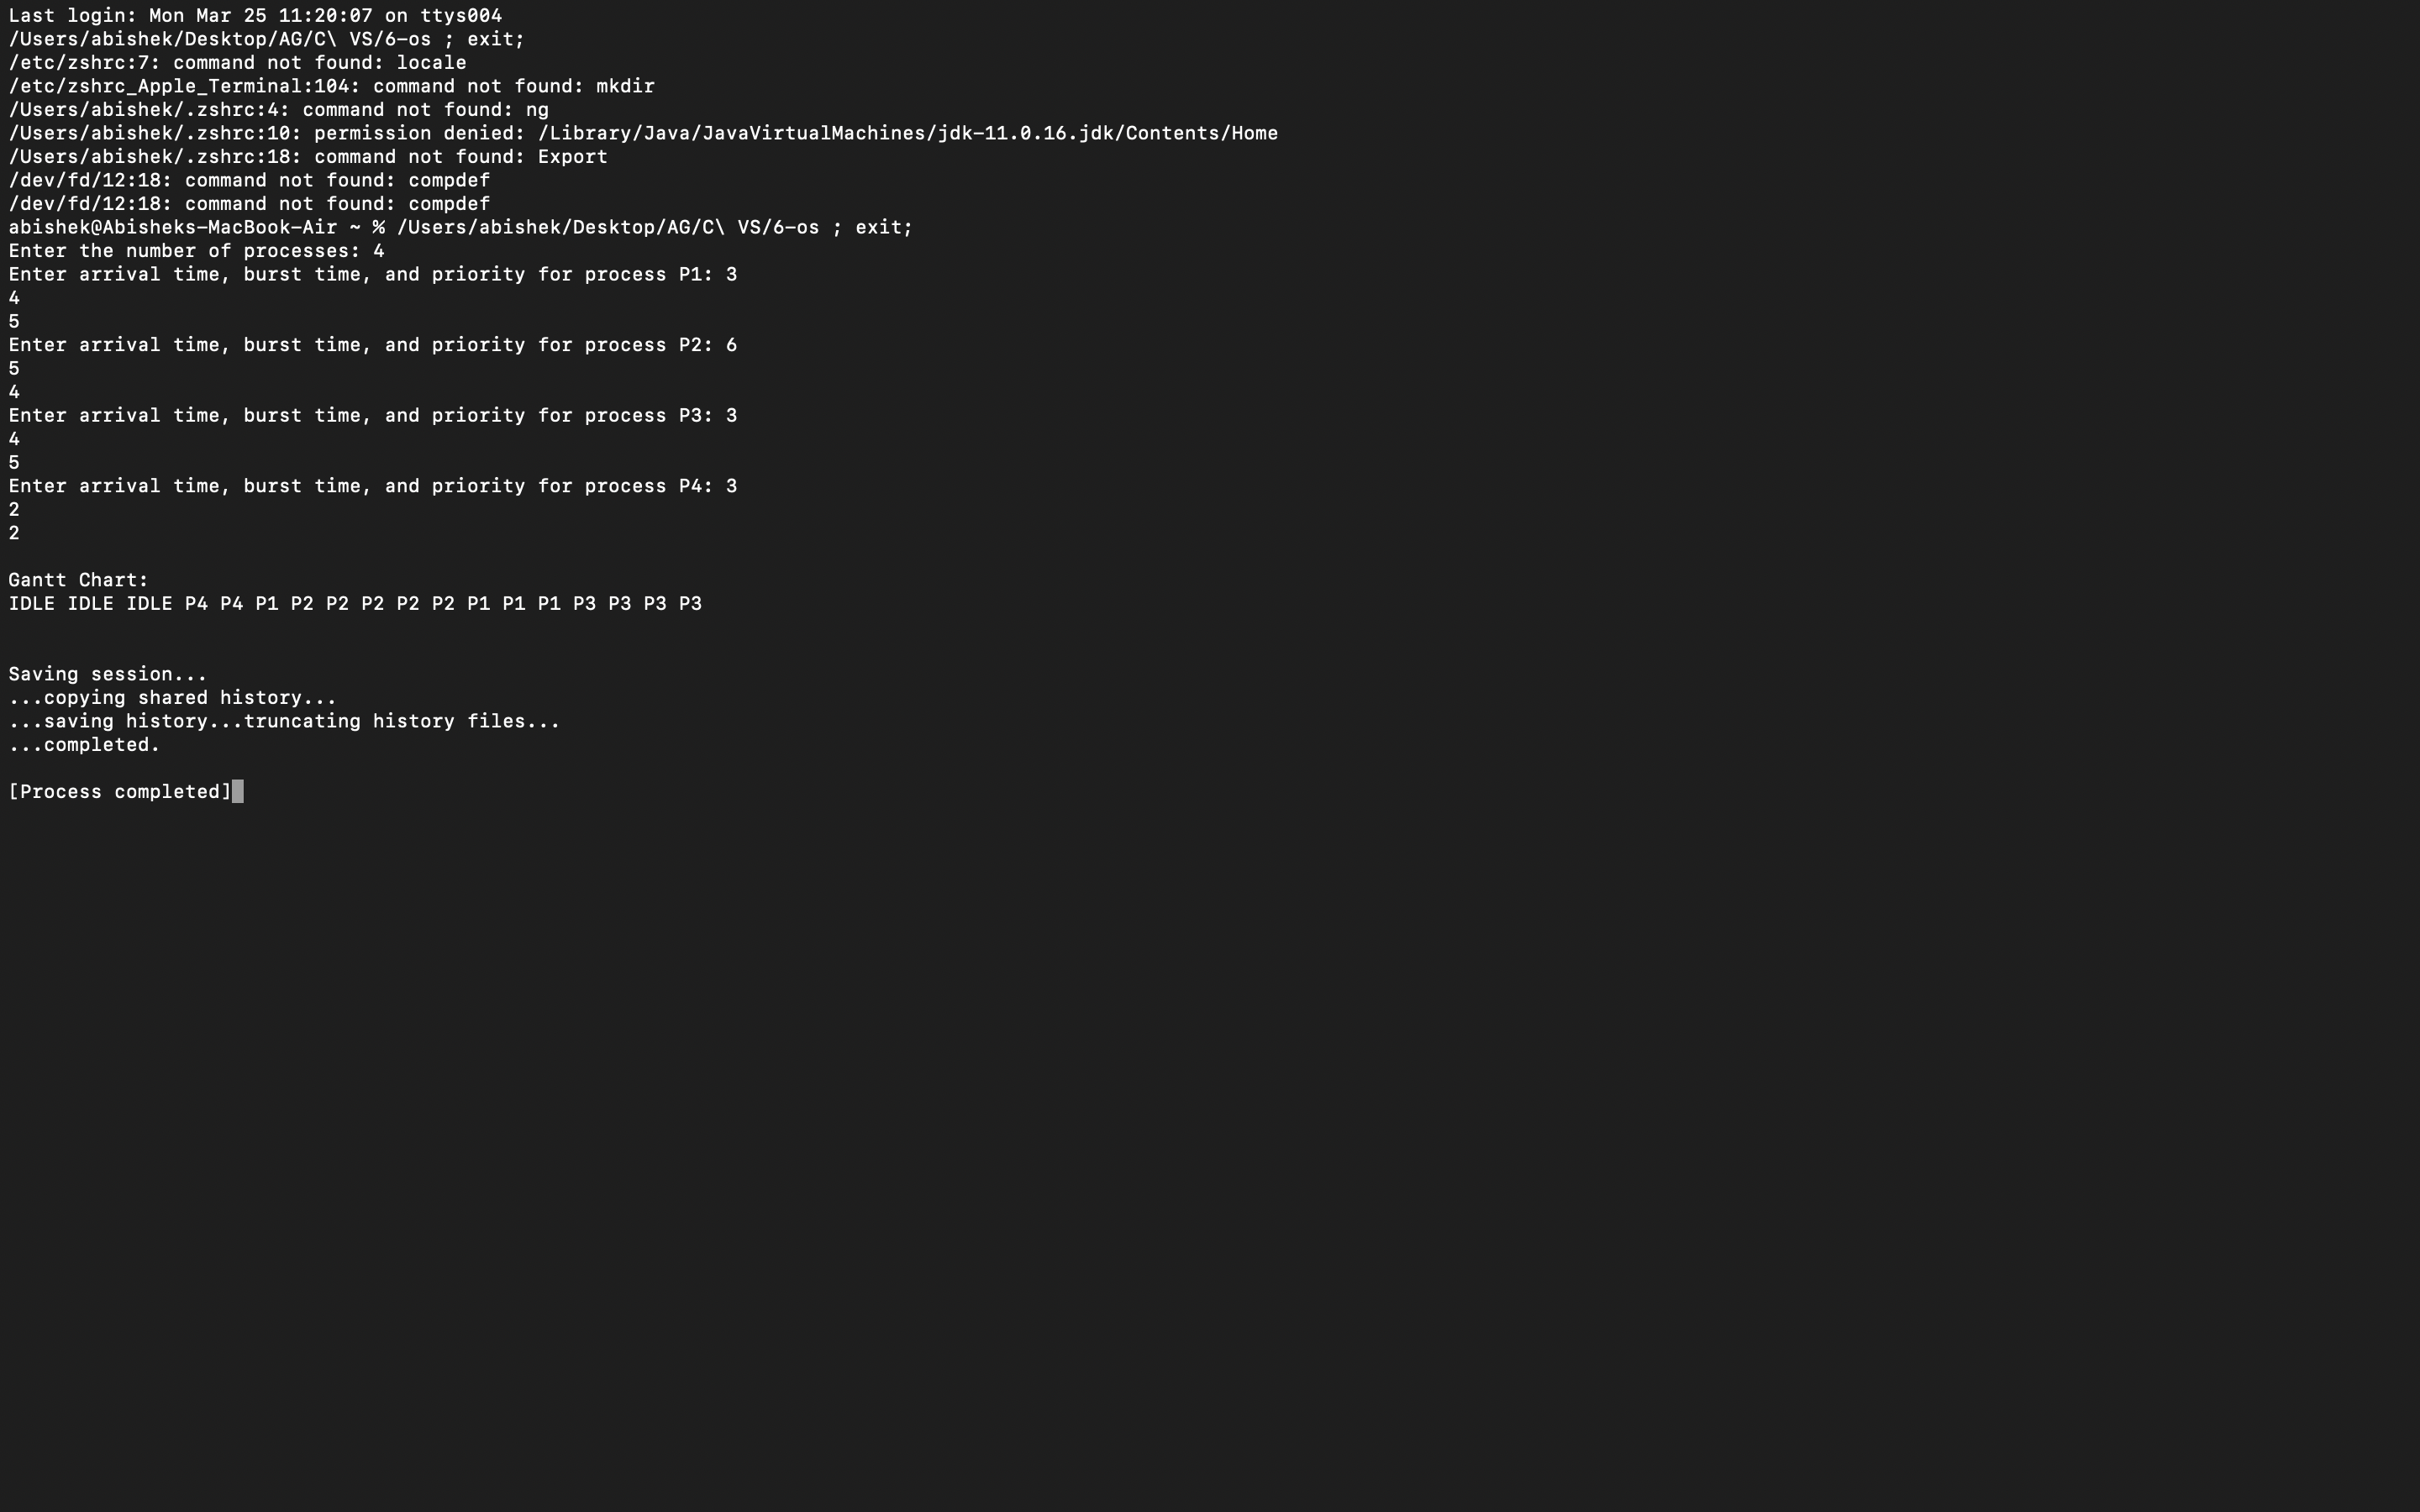 Last login: Mon Mar 25 11:20:07 on ttys004
/Users/abishek/Desktop/AG/C\ VS/6-os ; exit;
/etc/zshrc:7: command not found: locale
/etc/zshrc_Apple_Terminal:104: command not found: mkdir
/Users/abishek/.zshrc:4: command not found: ng
/Users/abishek/.zshrc:10: permission denied: /Library/Java/JavaVirtualMachines/jdk-11.0.16.jdk/Contents/Home
/Users/abishek/.zshrc:18: command not found: Export
/dev/fd/12:18: command not found: compdef
/dev/fd/12:18: command not found: compdef
abishek@Abisheks-MacBook-Air ~ % /Users/abishek/Desktop/AG/C\ VS/6-os ; exit;
Enter the number of processes: 4
Enter arrival time, burst time, and priority for process P1: 3
4
5
Enter arrival time, burst time, and priority for process P2: 6
5
4
Enter arrival time, burst time, and priority for process P3: 3
4
5
Enter arrival time, burst time, and priority for process P4: 3
2
2
Gantt Chart:
IDLE IDLE IDLE P4 P4 P1 P2 P2 P2 P2 P2 P1 P1 P1 P3 P3 P3 P3
Saving session...
...copying shared history...
...saving history...truncating history files...
...completed.
[Process completed]